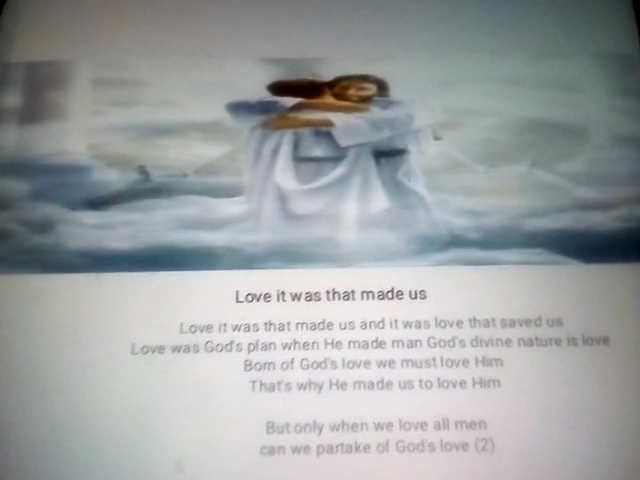 Love it was that made us
Love it was that made us and it was love that saved us
Love was God's plan when He made man God's divine nature is love
Born of God's love we must love Him
That's why He made us to love Him
But only when we love all men
can we partake of God's love (2)